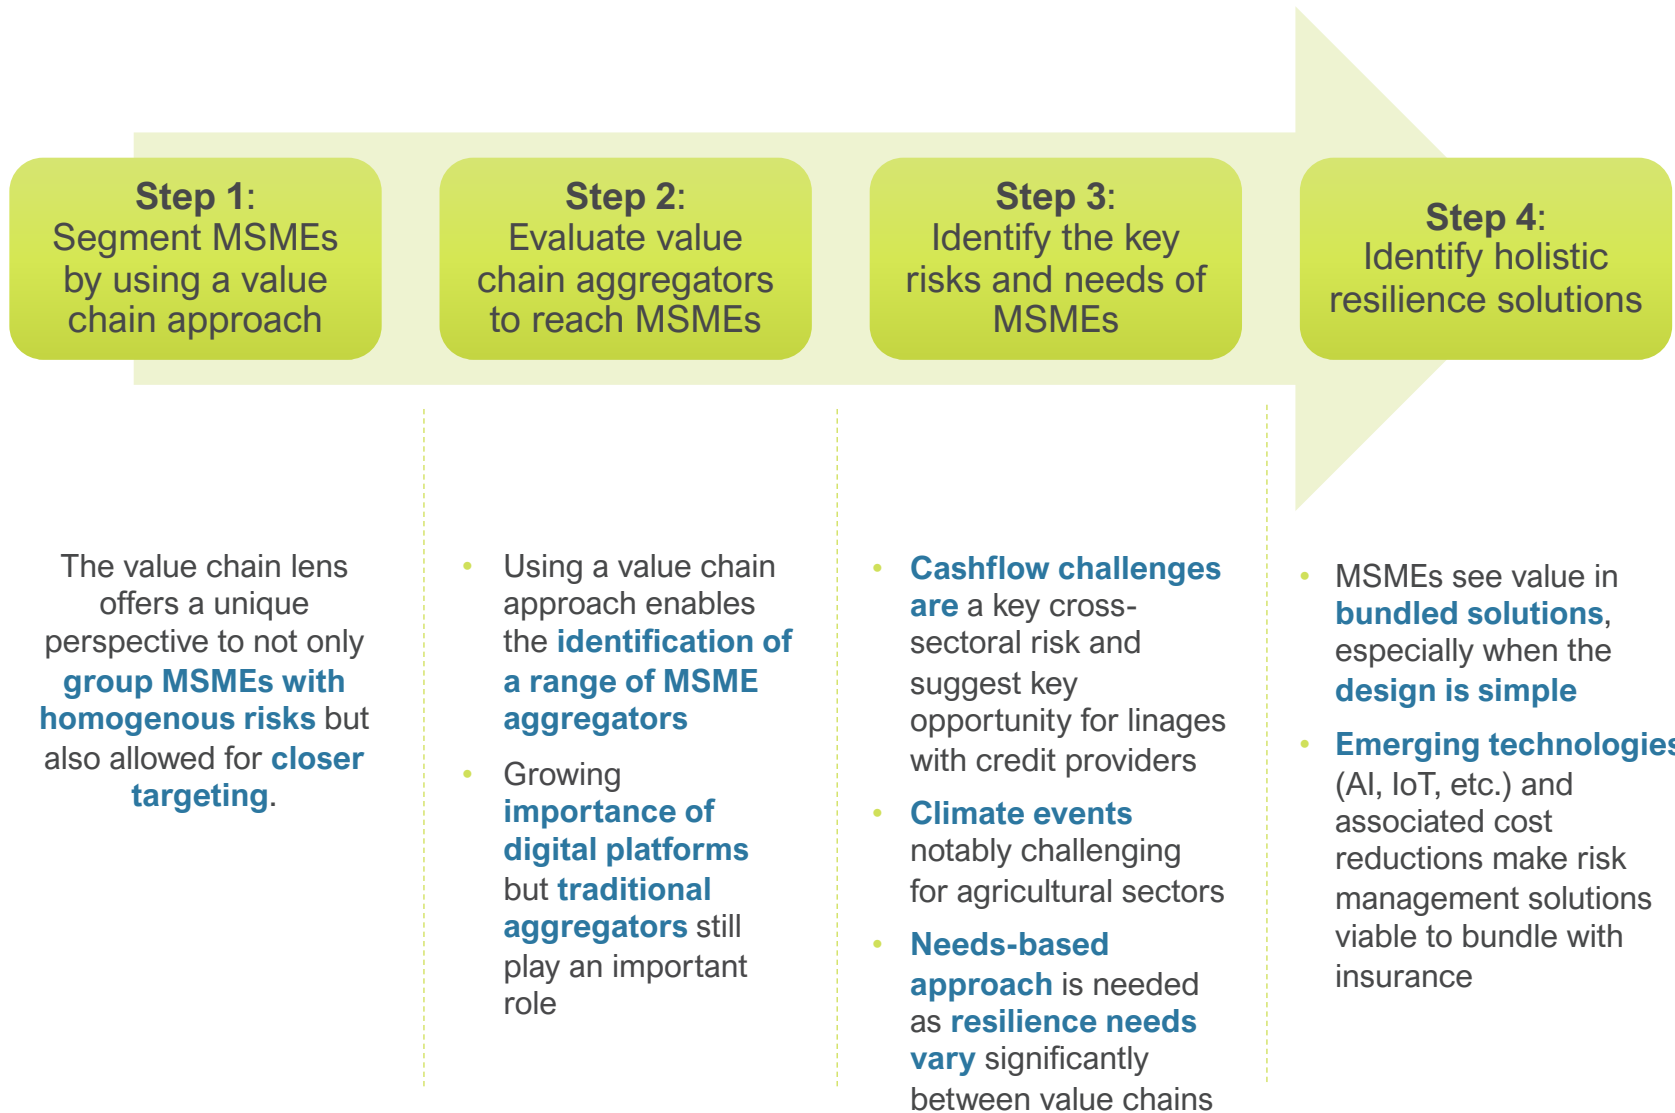 Step 1:
Segment MSMEs
by using a value
chain approach
Step 2:
Evaluate value
chain aggregators
to reach MSMEs
Step 3:
Identify the key
risks and needs of
MSMEs
Step 4:
Identify holistic
resilience solutions
The value chain lens
offers a unique
perspective to not only
group MSMEs with
homogenous risks but
also allowed for closer
targeting.
• Using a value chain
approach enables
the identification of
a range of MSME
aggregators
• Growing
importance of
digital platforms
but traditional
aggregators still
play an important
role
• Cashflow challenges
are a key cross-
sectoral risk and
suggest key
opportunity for linages
with credit providers
• Climate events
notably challenging
for agricultural sectors
• Needs-based
approach is needed
as resilience needs
vary significantly
between value chains
• MSMEs see value in
bundled solutions,
especially when the
design is simple
• Emerging technologies
(AI, IoT, etc.) and
associated cost
reductions make risk
management solutions
viable to bundle with
insurance